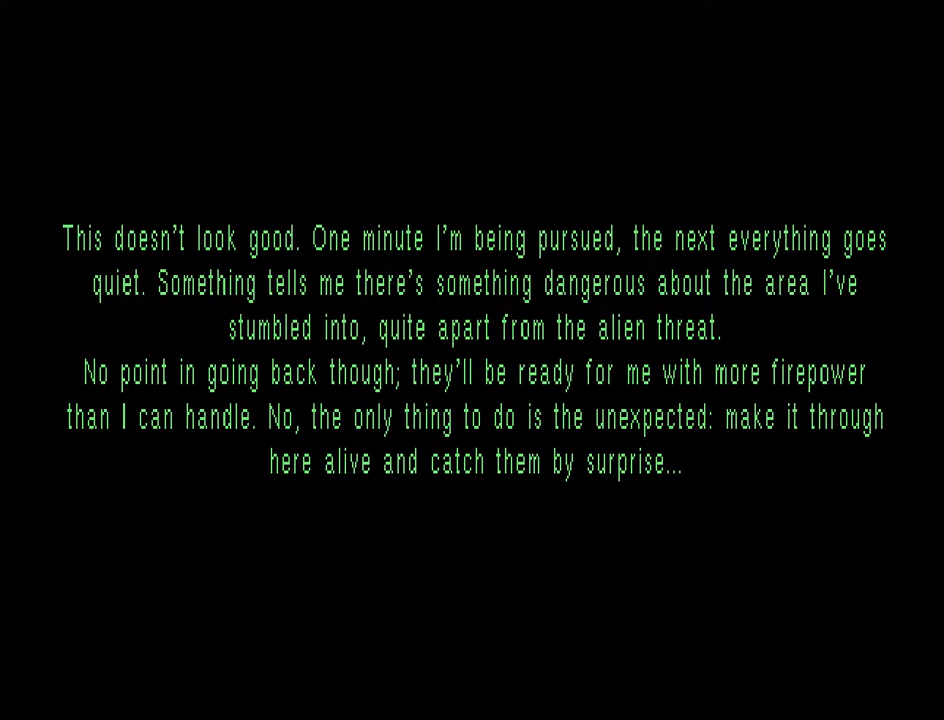 This doesn't look good. One minute I'm being pursued, the next everything goes
quiet. Something tells me there's something dangerous about the area I've
stumbled into, quite apart from the alien threat.
No point in going back though; they'll be ready for me with more firepower
than I can handle. No, the only thing to do is the unexpected: make it through
here alive and catch them by surprise...